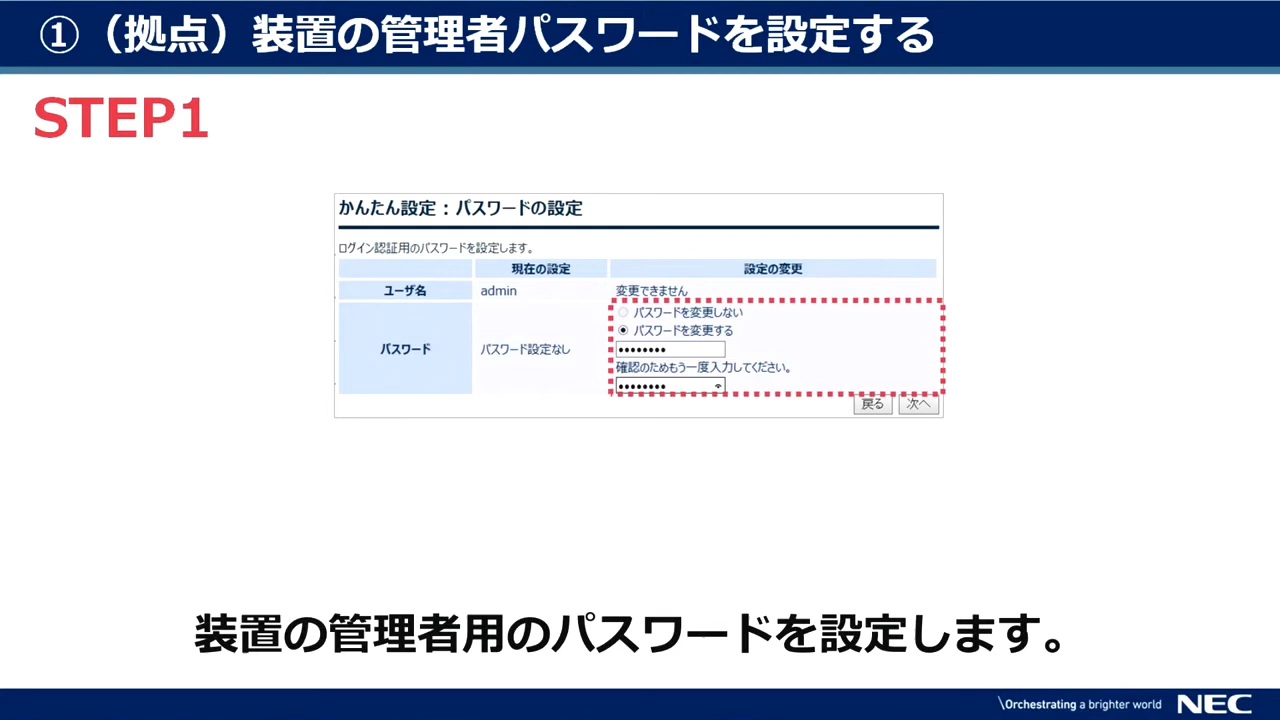 ①（拠点）装置の管理者パスワードを設定する
STEP1
かんたん設定：パスワードの設定
ログイン認証用のパスワードを設定します。
現在の設定 設定の変更
ユーザ名 admin 変更できません
パスワードを変更しない
パスワードを変更する
パスワード パスワード設定なし ●●●●●●●●
確認のためもう一度入力してください。
●●●●●●●●
戻る 次へ
装置の管理者用のパスワードを設定します。
\Orchestrating a brighter world NEC